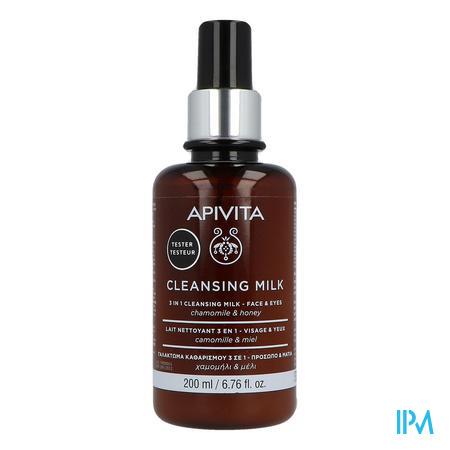 APIVITA
TESTER
TESTEUR
CLEANSING MILK
3 IN 1 CLEANSING MILK - FACE & EYES
chamomile & honey
LAIT NETTOYANT 3 EN 1 - VISAGE & YEUX
camomille & miel
ΓΑΛΑΚΤΩΜΑ ΚΑΘΑΡΙΣΜΟΥ 3 ΣΕ 1 - ΠΡΟΣΩΠΟ & ΜΑΤΙΑ
χαμομήλι & μέλι
200 ml / 6.76 fl. oz.
IPM